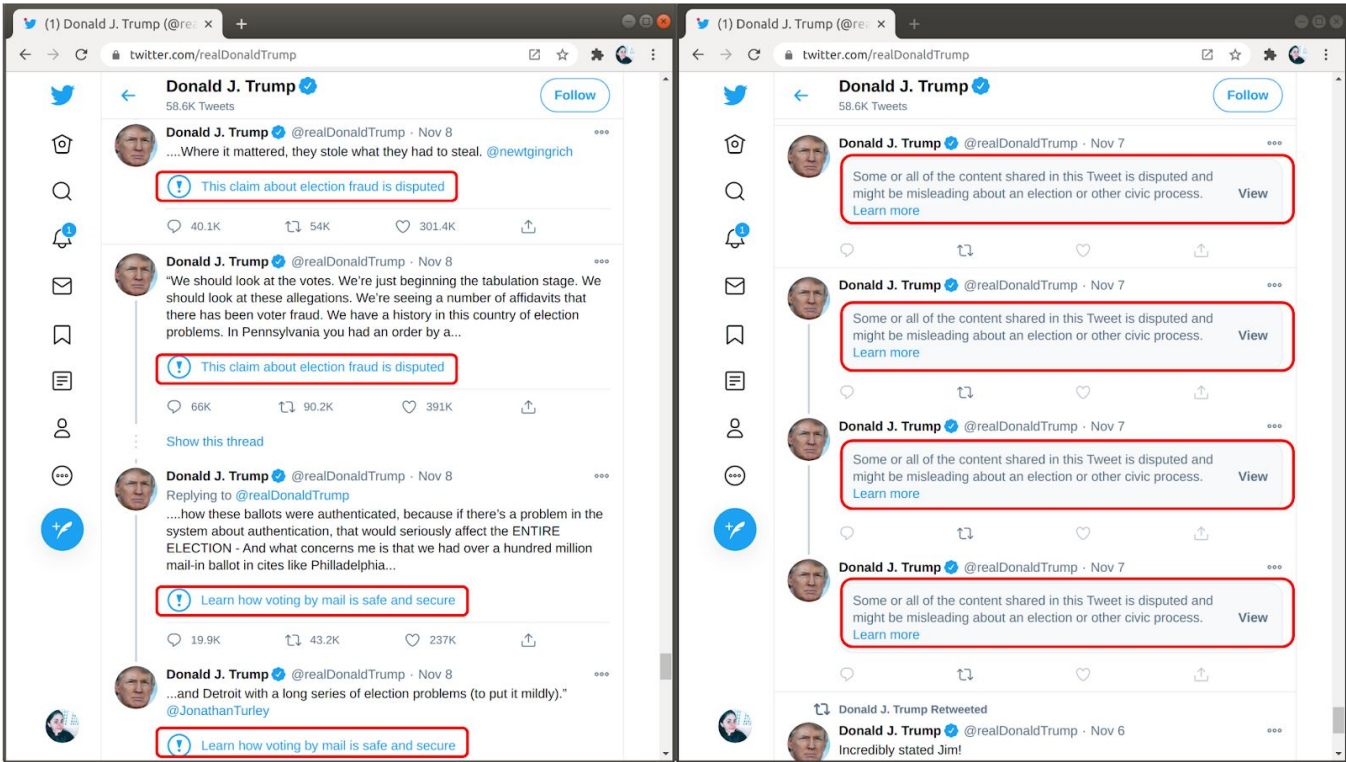 (1) Donald J. Trump (@re
twitter.com/realDonaldTrump
Donald J. Trump
58.6K Tweets
Follow
Donald J. Trump @realDonaldTrump · Nov 8
....Where it mattered, they stole what they had to steal. @newtgingrich
This claim about election fraud is disputed
40.1K 54K 301.4K
Donald J. Trump @realDonaldTrump · Nov 8
“We should look at the votes. We’re just beginning the tabulation stage. We
should look at these allegations. We’re seeing a number of affidavits that
there has been voter fraud. We have a history in this country of election
problems. In Pennsylvania you had an order by a...
This claim about election fraud is disputed
66K 90.2K 391K
Show this thread
Donald J. Trump @realDonaldTrump · Nov 8
Replying to @realDonaldTrump
....how these ballots were authenticated, because if there’s a problem in the
system about authentication, that would seriously affect the ENTIRE
ELECTION - And what concerns me is that we had over a hundred million
mail-in ballot in cites like Philladelphia...
Learn how voting by mail is safe and secure
19.9K 43.2K 237K
Donald J. Trump @realDonaldTrump · Nov 8
...and Detroit with a long series of election problems (to put it mildly).”
@JonathanTurley
Learn how voting by mail is safe and secure
1
(1) Donald J. Trump (@re
twitter.com/realDonaldTrump
Donald J. Trump
58.6K Tweets
Follow
Donald J. Trump @realDonaldTrump · Nov 7
Some or all of the content shared in this Tweet is disputed and
might be misleading about an election or other civic process.
Learn more
View
Donald J. Trump @realDonaldTrump · Nov 7
Some or all of the content shared in this Tweet is disputed and
might be misleading about an election or other civic process.
Learn more
View
Donald J. Trump @realDonaldTrump · Nov 7
Some or all of the content shared in this Tweet is disputed and
might be misleading about an election or other civic process.
Learn more
View
Donald J. Trump @realDonaldTrump · Nov 7
Some or all of the content shared in this Tweet is disputed and
might be misleading about an election or other civic process.
Learn more
View
Donald J. Trump Retweeted
Donald J. Trump @realDonaldTrump · Nov 6
Incredibly stated Jim!
1